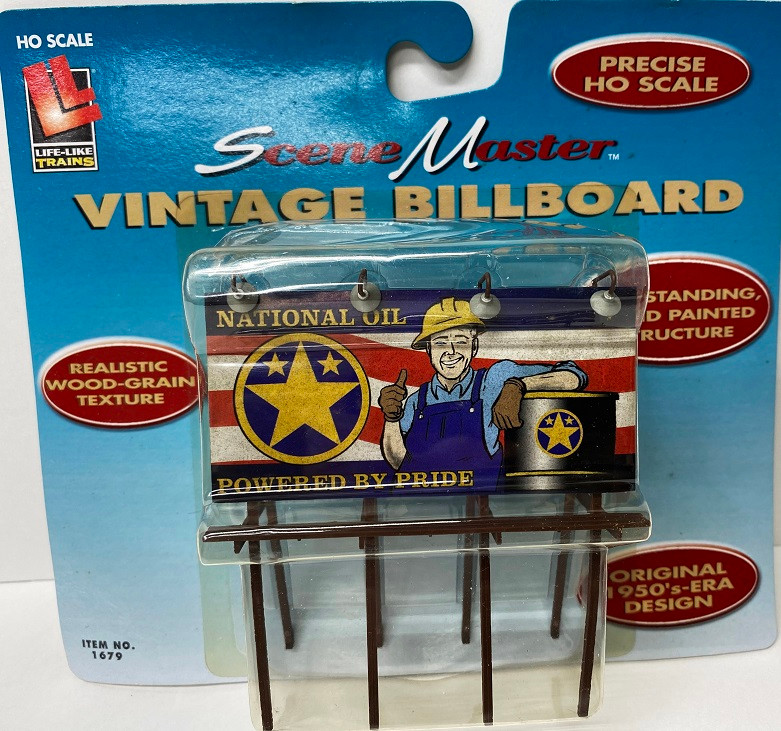 HO SCALE
LIFE-LIKE
TRAINS
PRECISE
HO SCALE
SceneMaster™
VINTAGE BILLBOARD
NATIONAL OIL
POWERED BY PRIDE
REALISTIC
WOOD-GRAIN
TEXTURE
STANDING,
D PAINTED
RUCTURE
ORIGINAL
1950's-ERA
DESIGN
ITEM NO.
1679